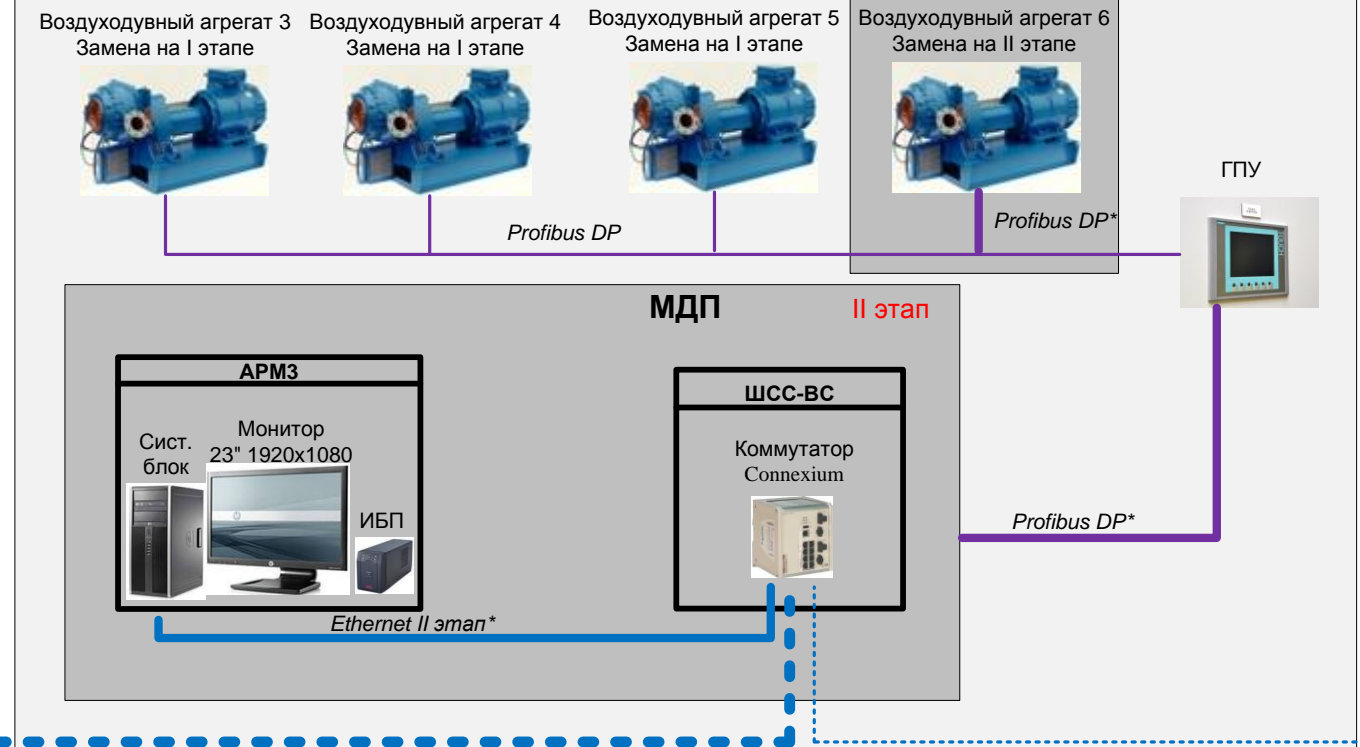 Воздуходувный агрегат 3
Замена на I этапе
Воздуходувный агрегат 4
Замена на I этапе
Воздуходувный агрегат 5
Замена на I этапе
Воздуходувный агрегат 6
Замена на II этапе
ГПУ
Profibus DP
Profibus DP*
МДП
II этап
АРМ3
ШСС-ВС
Сист.
блок
Монитор
23" 1920x1080
ИБП
Коммутатор
Connexium
Profibus DP*
Ethernet II этап*